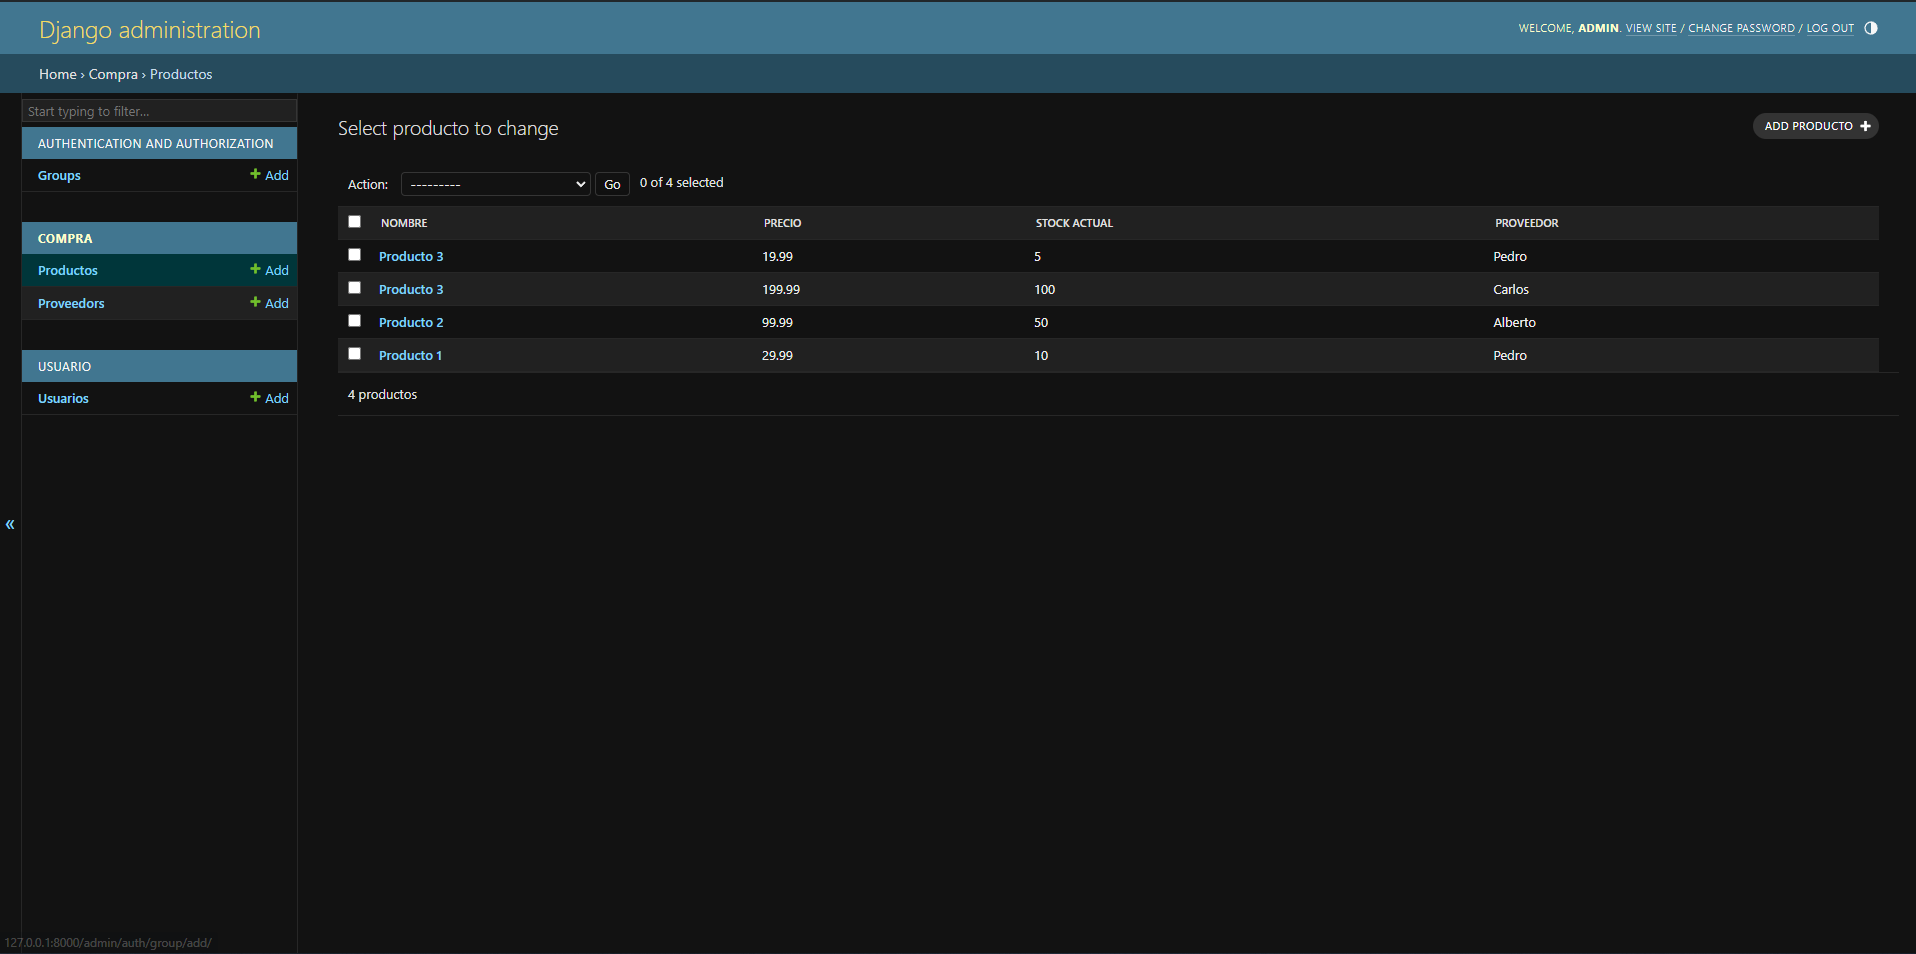 Django administration
WELCOME, ADMIN. VIEW SITE / CHANGE PASSWORD / LOG OUT
Home › Compra › Productos
Start typing to filter...
AUTHENTICATION AND AUTHORIZATION
Groups + Add
COMPRA
Productos + Add
Proveedors + Add
USUARIO
Usuarios + Add
«
Select producto to change
ADD PRODUCTO +
Action: --------- Go 0 of 4 selected
NOMBRE PRECIO STOCK ACTUAL PROVEEDOR
Producto 3 19.99 5 Pedro
Producto 3 199.99 100 Carlos
Producto 2 99.99 50 Alberto
Producto 1 29.99 10 Pedro
4 productos
127.0.0.1:8000/admin/auth/group/add/